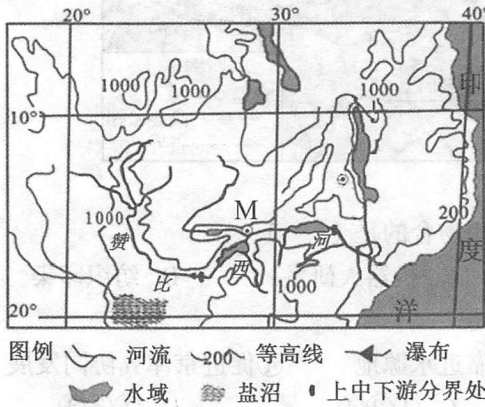 20° 30° 40°
1000 1000 1000 印
10°
1000 M 200
赞 河 度
比 西
1000
20° 洋
图例 河流 200 等高线 瀑布
水域 盐沼 上中下游分界处